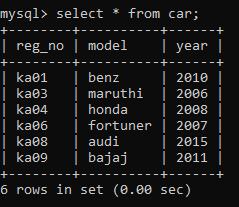 mysql> select * from car;
+--------+----------+------+
| reg_no | model    | year |
+--------+----------+------+
| ka01   | benz     | 2010 |
| ka03   | maruthi  | 2006 |
| ka04   | honda    | 2008 |
| ka06   | fortuner | 2007 |
| ka08   | audi     | 2015 |
| ka09   | bajaj    | 2011 |
+--------+----------+------+
6 rows in set (0.00 sec)